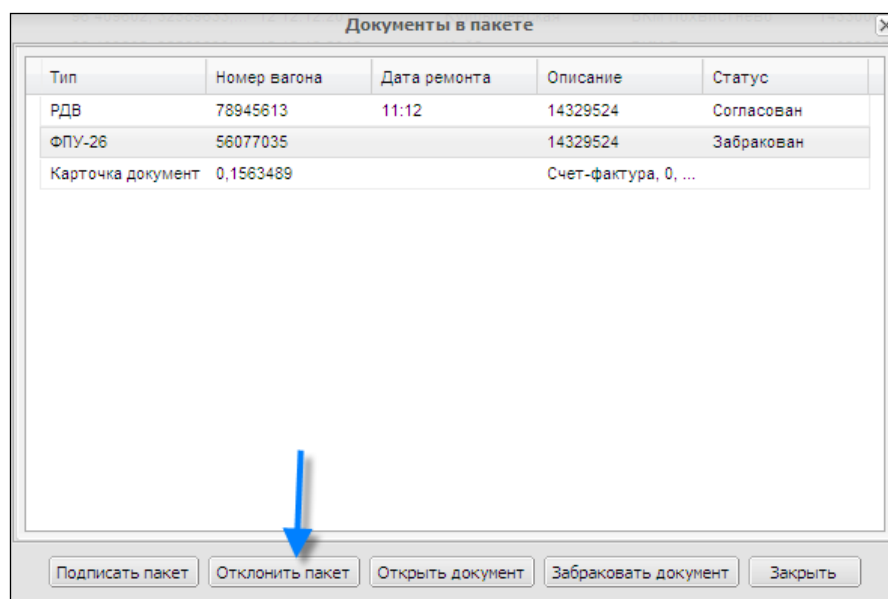 Документы в пакете
Тип Номер вагона Дата ремонта Описание Статус
РДВ 78945613 11:12 14329524 Согласован
ФПУ-26 56077035 14329524 Забракован
Карточка документ 0,1563489 Счет-фактура, 0, ...
Подписать пакет Отклонить пакет Открыть документ Забраковать документ Закрыть